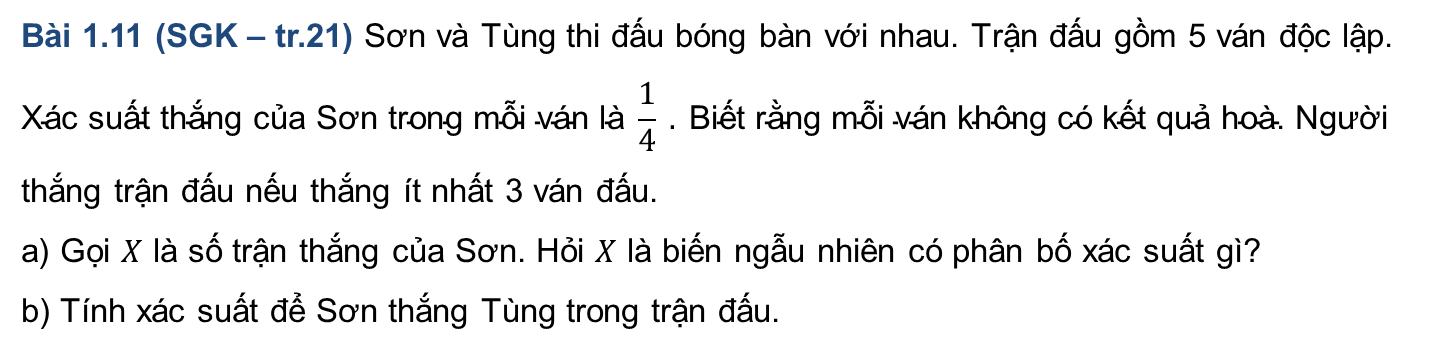 Bài 1.11 (SGK – tr.21) Sơn và Tùng thi đấu bóng bàn với nhau. Trận đấu gồm 5 ván độc lập.
Xác suất thắng của Sơn trong mỗi ván là 1/4 . Biết rằng mỗi ván không có kết quả hoà. Người
thắng trận đấu nếu thắng ít nhất 3 ván đấu.
a) Gọi X là số trận thắng của Sơn. Hỏi X là biến ngẫu nhiên có phân bố xác suất gì?
b) Tính xác suất để Sơn thắng Tùng trong trận đấu.